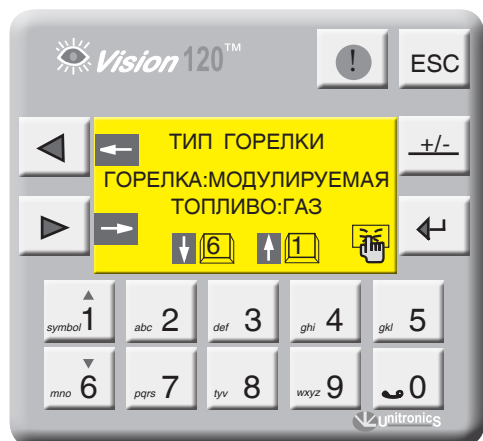 Vision 120™
!
ESC
ТИП ГОРЕЛКИ
+/-
ГОРЕЛКА:МОДУЛИРУЕМАЯ
ТОПЛИВО:ГАЗ
6 1
symbol 1
abc 2
def 3
ghi 4
gkl 5
mno 6
pqrs 7
tyv 8
wxyz 9
0
unitronics